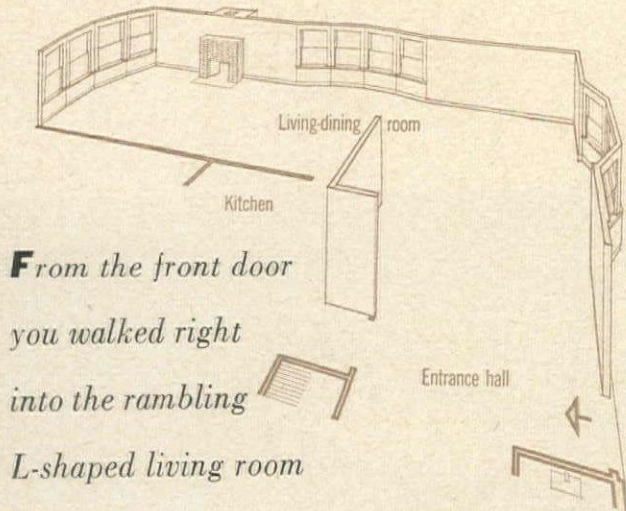 Living-dining room
Kitchen
From the front door
you walked right
into the rambling
L-shaped living room
Entrance hall